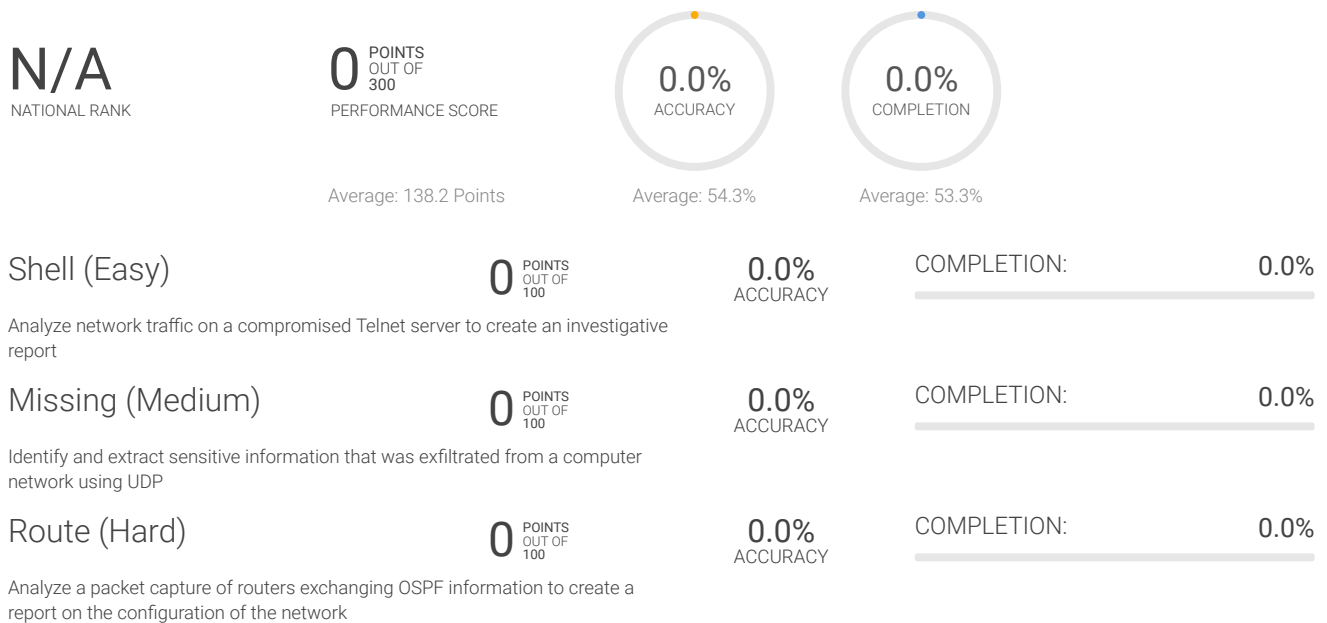 N/A
NATIONAL RANK
0 POINTS
OUT OF
300
PERFORMANCE SCORE
Average: 138.2 Points
0.0%
ACCURACY
Average: 54.3%
0.0%
COMPLETION
Average: 53.3%
Shell (Easy)
0 POINTS
OUT OF
100
0.0%
ACCURACY
COMPLETION: 0.0%
Analyze network traffic on a compromised Telnet server to create an investigative
report
Missing (Medium)
0 POINTS
OUT OF
100
0.0%
ACCURACY
COMPLETION: 0.0%
Identify and extract sensitive information that was exfiltrated from a computer
network using UDP
Route (Hard)
0 POINTS
OUT OF
100
0.0%
ACCURACY
COMPLETION: 0.0%
Analyze a packet capture of routers exchanging OSPF information to create a
report on the configuration of the network